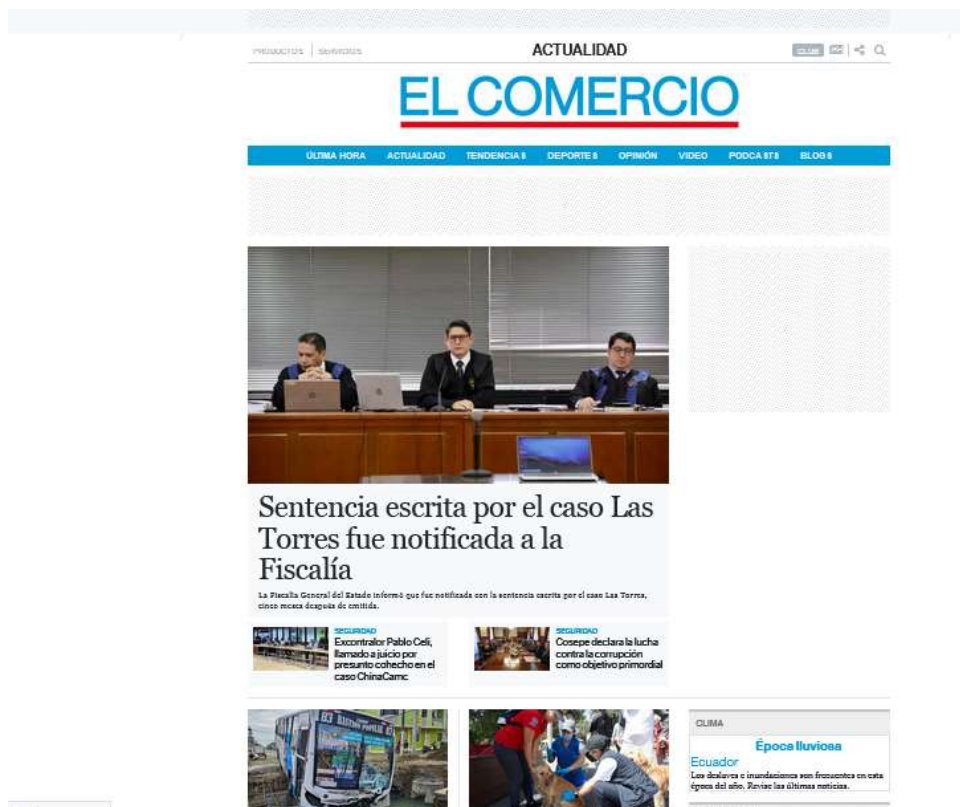 PRODUCTOS | SERVICIOS
ACTUALIDAD
CLUB
EL COMERCIO
ÚLTIMA HORA ACTUALIDAD TENDENCIAS DEPORTES OPINIÓN VIDEO PODCASTS BLOGS
Sentencia escrita por el caso Las
Torres fue notificada a la
Fiscalía
La Fiscalía General del Estado informó que fue notificada con la sentencia escrita por el caso Las Torres,
cinco meses después de emitida.
SEGURIDAD
Excontralor Pablo Celi,
llamado a juicio por
presunto cohecho en el
caso ChinaCamc
SEGURIDAD
Cosepe declara la lucha
contra la corrupción
como objetivo primordial
83 BASTION POPULAR 83
CLIMA
Época lluviosa
Ecuador
Los deslaves e inundaciones son frecuentes en esta
época del año. Revise las últimas noticias.